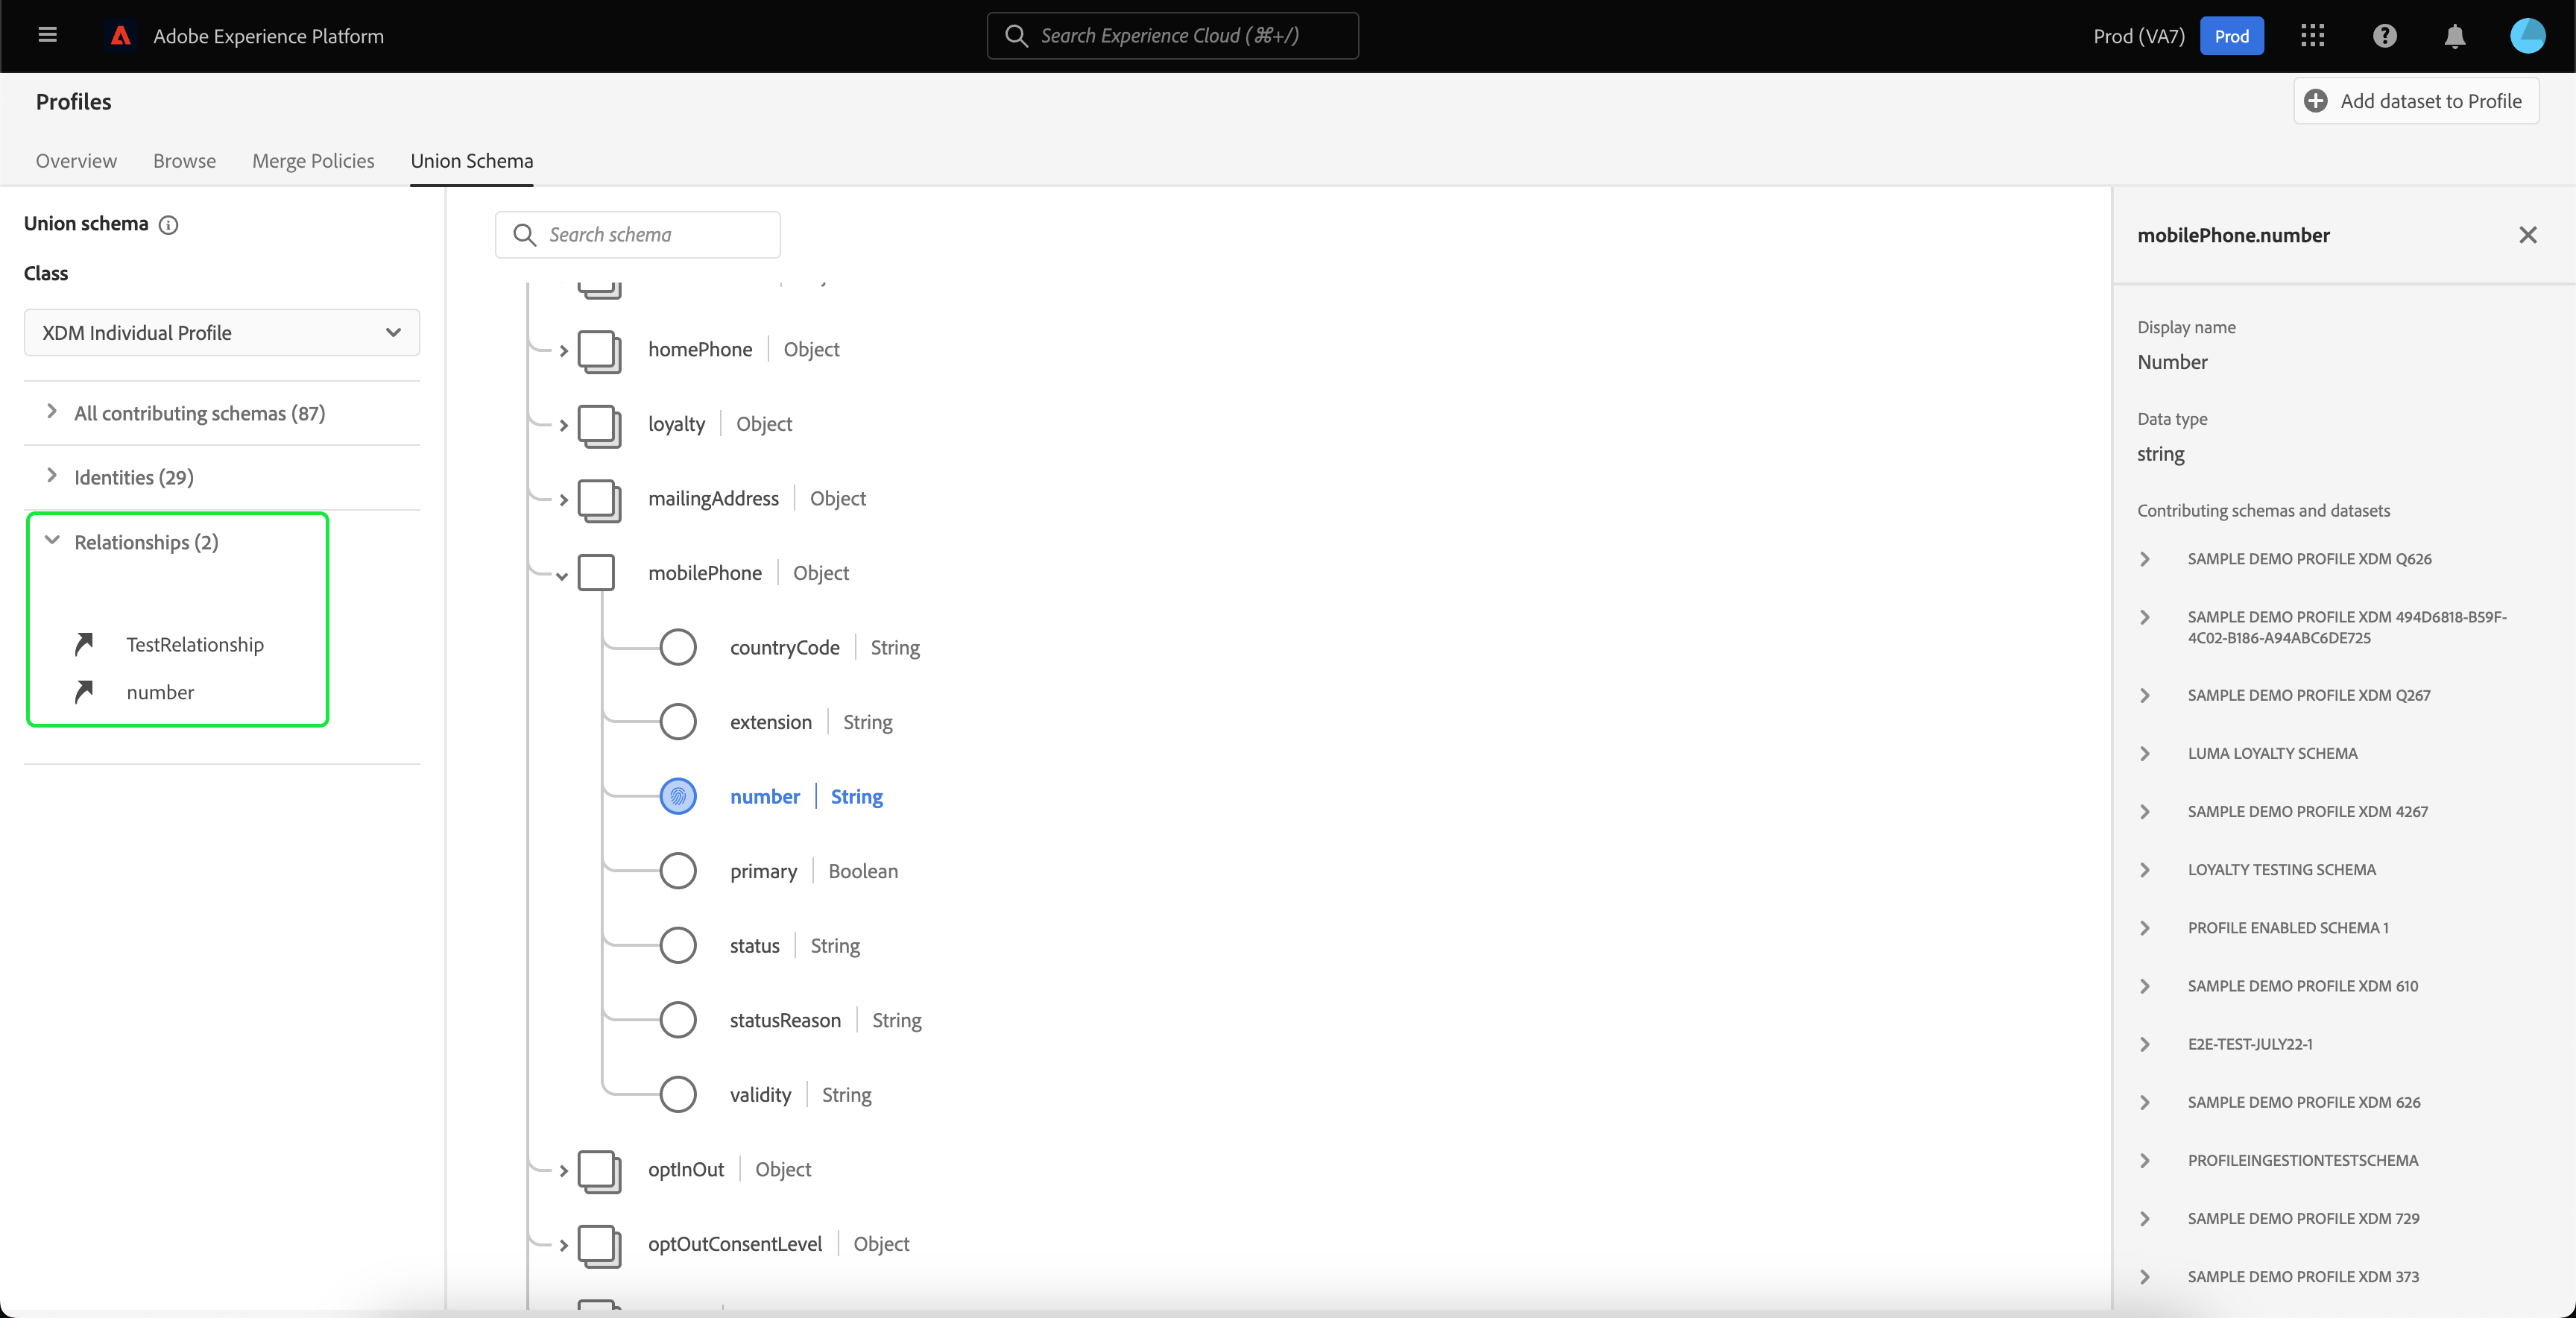 Adobe Experience Platform
Search Experience Cloud (⌘+/)
Prod (VA7)
Prod
Profiles
Add dataset to Profile
Overview
Browse
Merge Policies
Union Schema
Union schema
Class
XDM Individual Profile
All contributing schemas (87)
Identities (29)
Relationships (2)
TestRelationship
number
Search schema
homePhone | Object
loyalty | Object
mailingAddress | Object
mobilePhone | Object
countryCode | String
extension | String
number | String
primary | Boolean
status | String
statusReason | String
validity | String
optInOut | Object
optOutConsentLevel | Object
mobilePhone.number
Display name
Number
Data type
string
Contributing schemas and datasets
SAMPLE DEMO PROFILE XDM Q626
SAMPLE DEMO PROFILE XDM 494D6818-B59F-
4C02-B186-A94ABC6DE725
SAMPLE DEMO PROFILE XDM Q267
LUMA LOYALTY SCHEMA
SAMPLE DEMO PROFILE XDM 4267
LOYALTY TESTING SCHEMA
PROFILE ENABLED SCHEMA 1
SAMPLE DEMO PROFILE XDM 610
E2E-TEST-JULY22-1
SAMPLE DEMO PROFILE XDM 626
PROFILEINGESTIONTESTSCHEMA
SAMPLE DEMO PROFILE XDM 729
SAMPLE DEMO PROFILE XDM 373